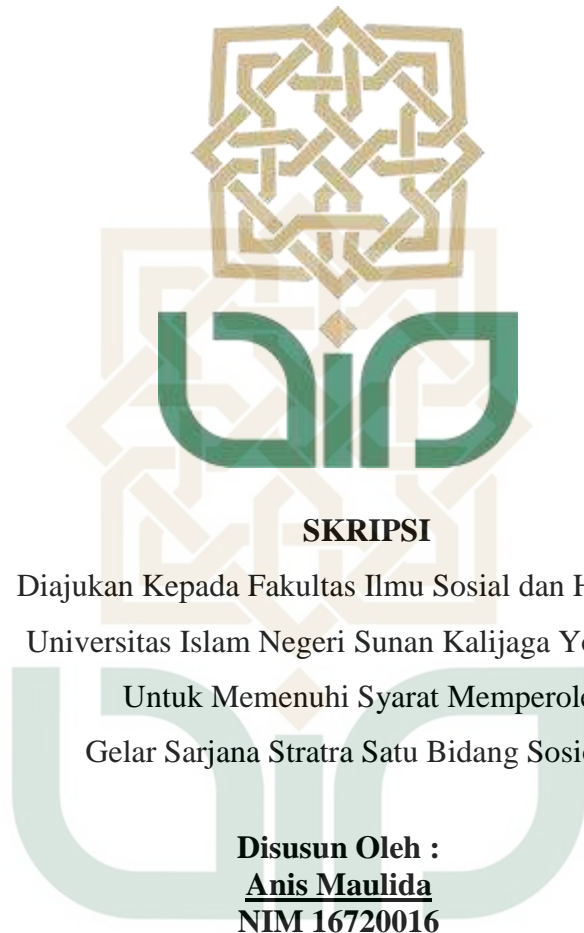 SKRIPSI
Diajukan Kepada Fakultas Ilmu Sosial dan
Universitas Islam Negeri Sunan Kalijaga
Untuk Memenuhi Syarat
Gelar Sarjana Stratra Satu Bidang
Disusun Oleh :
Anis Maulida
NIM 16720016